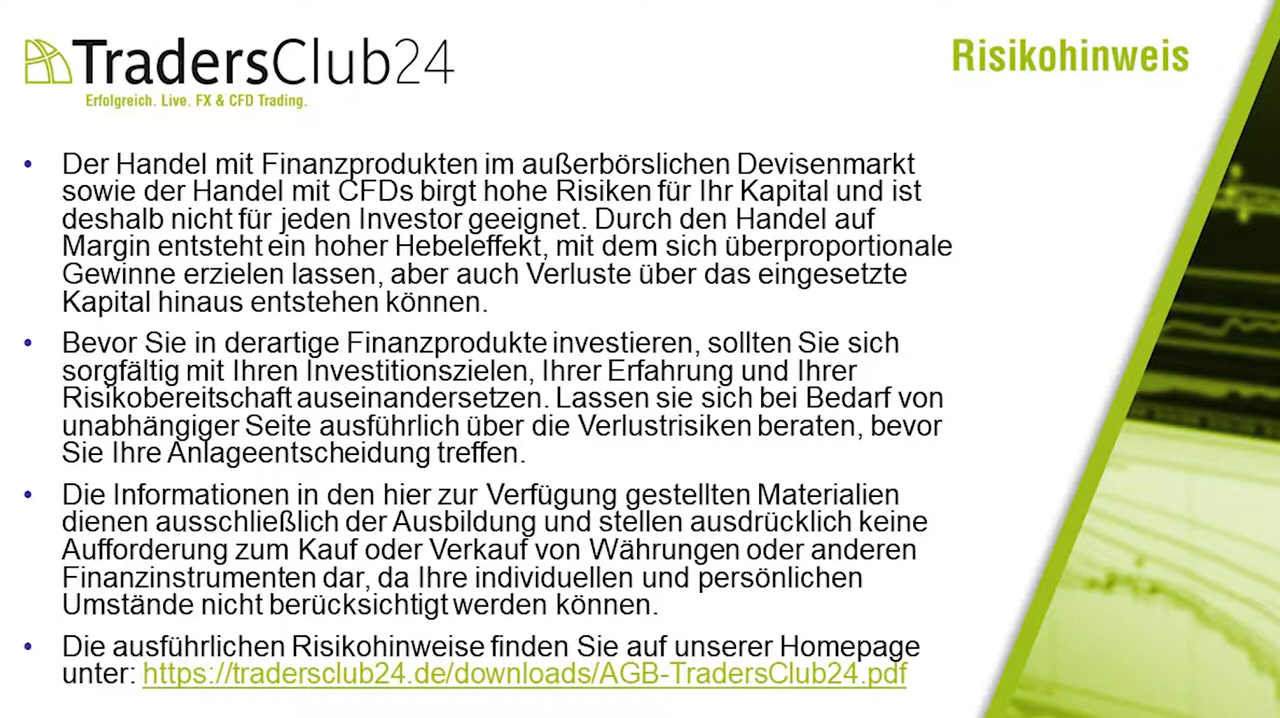 TradersClub24
Erfolgreich. Live. FX & CFD Trading.
Risikohinweis
• Der Handel mit Finanzprodukten im außerbörslichen Devisenmarkt
sowie der Handel mit CFDs birgt hohe Risiken für Ihr Kapital und ist
deshalb nicht für jeden Investor geeignet. Durch den Handel auf
Margin entsteht ein hoher Hebeleffekt, mit dem sich überproportionale
Gewinne erzielen lassen, aber auch Verluste über das eingesetzte
Kapital hinaus entstehen können.
• Bevor Sie in derartige Finanzprodukte investieren, sollten Sie sich
sorgfältig mit Ihren Investitionszielen, Ihrer Erfahrung und Ihrer
Risikobereitschaft auseinandersetzen. Lassen sie sich bei Bedarf von
unabhängiger Seite ausführlich über die Verlustrisiken beraten, bevor
Sie Ihre Anlageentscheidung treffen.
• Die Informationen in den hier zur Verfügung gestellten Materialien
dienen ausschließlich der Ausbildung und stellen ausdrücklich keine
Aufforderung zum Kauf oder Verkauf von Währungen oder anderen
Finanzinstrumenten dar, da Ihre individuellen und persönlichen
Umstände nicht berücksichtigt werden können.
• Die ausführlichen Risikohinweise finden Sie auf unserer Homepage
unter: https://tradersclub24.de/downloads/AGB-TradersClub24.pdf